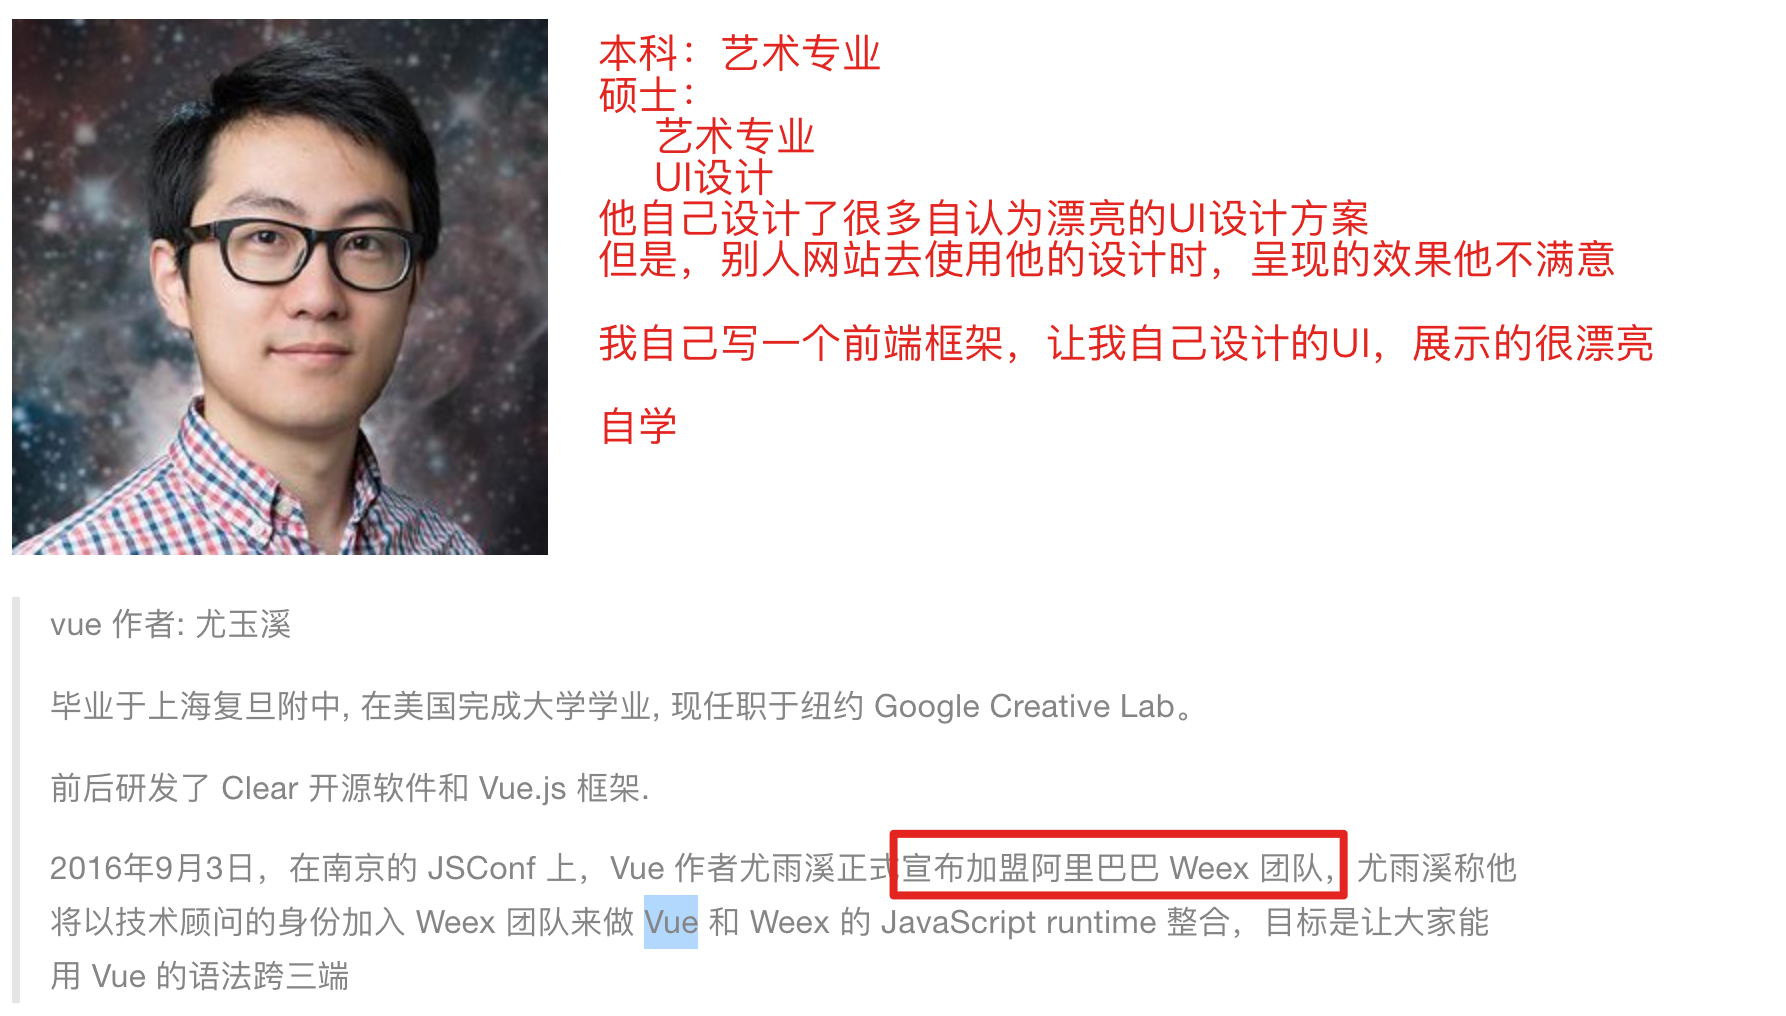 本科：艺术专业
硕士：
艺术专业
UI设计
他自己设计了很多自认为漂亮的UI设计方案
但是，别人网站去使用他的设计时，呈现的效果他不满意
我自己写一个前端框架，让我自己设计的UI，展示的很漂亮
自学
vue 作者: 尤玉溪
毕业于上海复旦附中, 在美国完成大学学业, 现任职于纽约 Google Creative Lab。
前后研发了 Clear 开源软件和 Vue.js 框架.
2016年9月3日，在南京的 JSConf 上，Vue 作者尤雨溪正式宣布加盟阿里巴巴 Weex 团队，尤雨溪称他
将以技术顾问的身份加入 Weex 团队来做 Vue 和 Weex 的 JavaScript runtime 整合，目标是让大家能
用 Vue 的语法跨三端